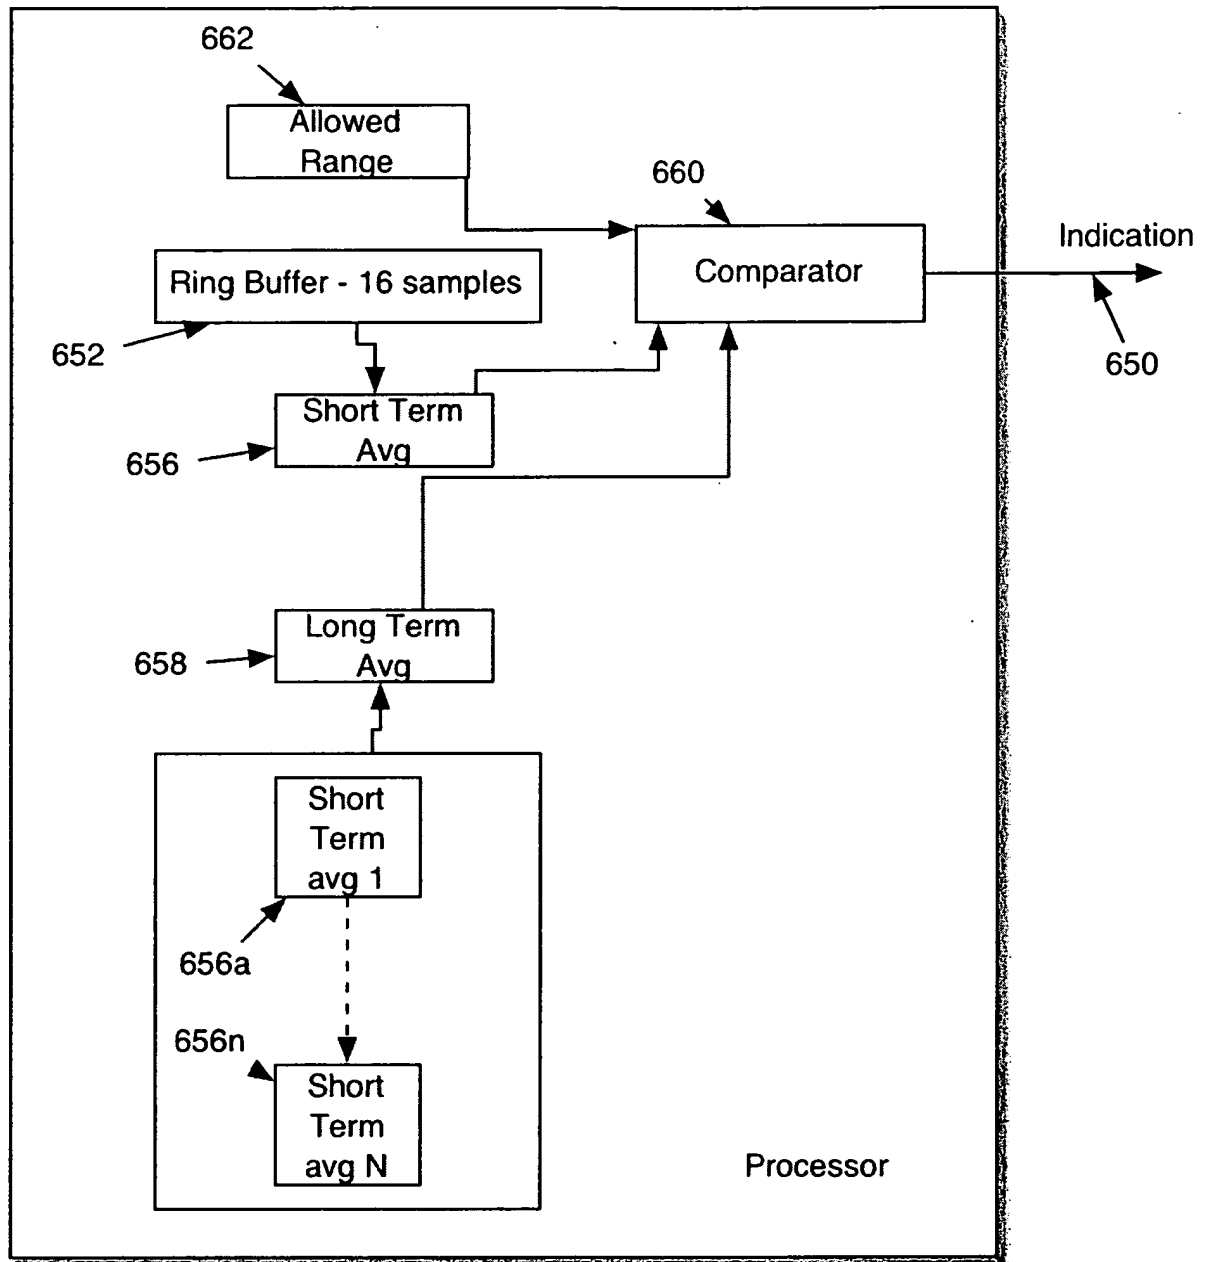 662
Allowed
Range
660
Indication
Comparator
Ring Buffer - 16 samples
652
650
Short Term
Avg
656
Long Term
Avg
658
Short
Term
avg 1
656a
656n
Short
Term
avg N
Processor